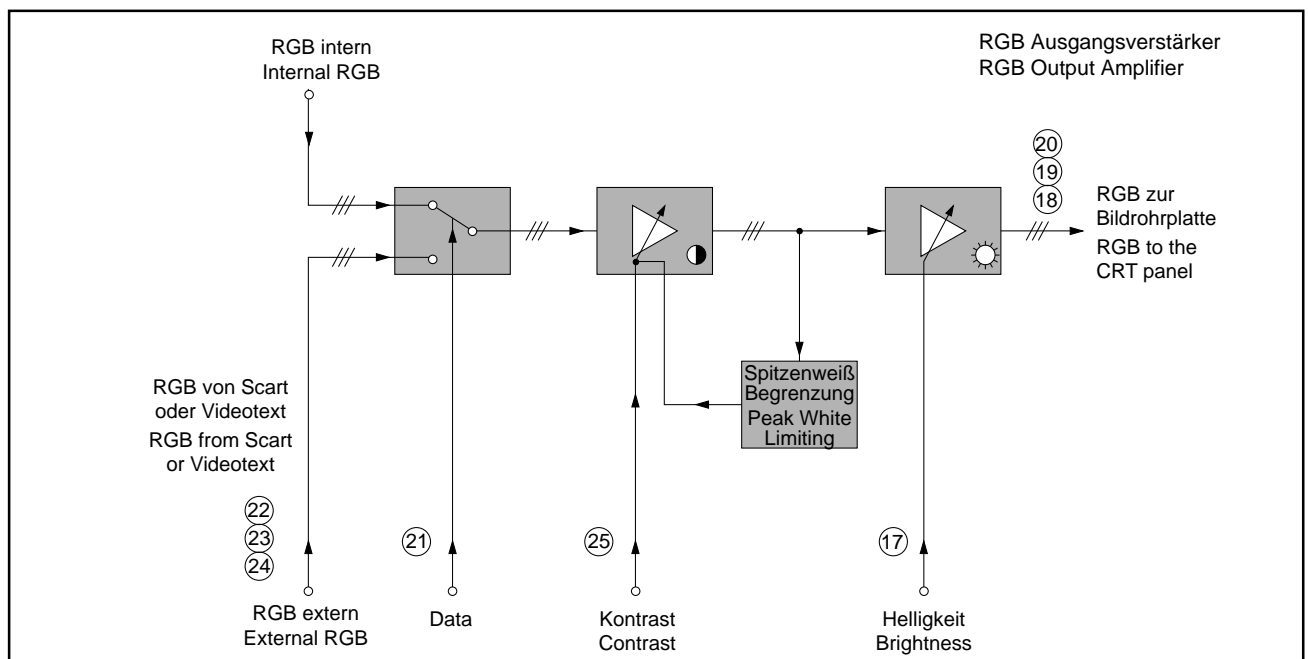 RGB intern
Internal RGB
RGB Ausgangsverstärker
RGB Output Amplifier
20
19
18
RGB zur
Bildrohrplatte
RGB to the
CRT panel
Spitzenweiß
Begrenzung
Peak White
Limiting
RGB von Scart
oder Videotext
RGB from Scart
or Videotext
22
23
24
21
25
17
RGB extern
External RGB
Data
Kontrast
Contrast
Helligkeit
Brightness